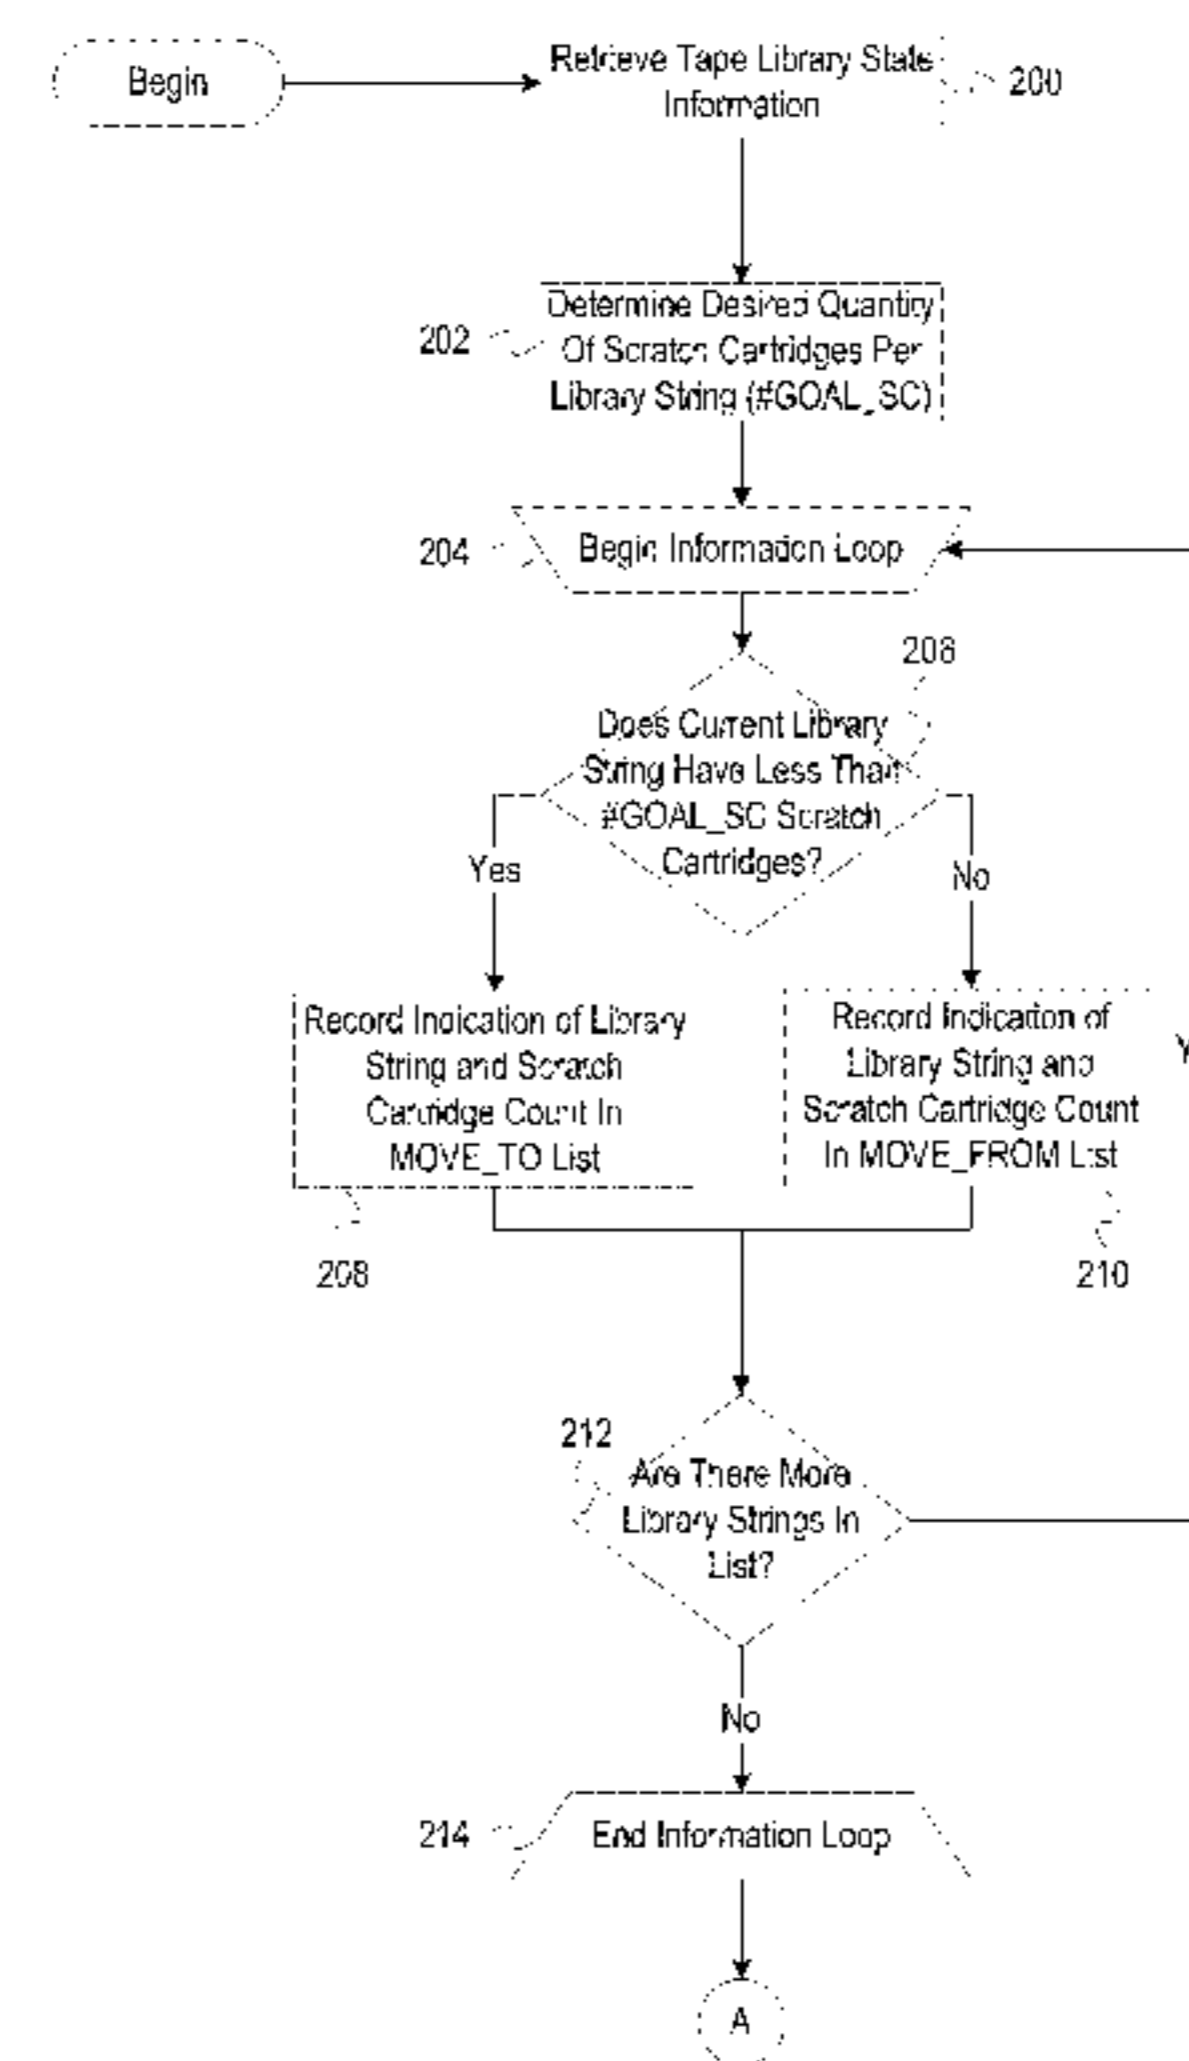 Begin
Retrieve Tape Library State
Information
200
202
Determine Desired Quantity
Of Scratch Cartridges Per
Library String (#GOAL_SC)
204
Begin Information Loop
206
Does Current Library
String Have Less Than
#GOAL_SC Scratch
Cartridges?
Yes
No
Record Indication of Library
String and Scratch
Cartridge Count In
MOVE_TO List
Record Indication of
Library String and
Scratch Cartridge Count
In MOVE_FROM List
208
210
212
Are There More
Library Strings In
List?
No
214
End Information Loop
A